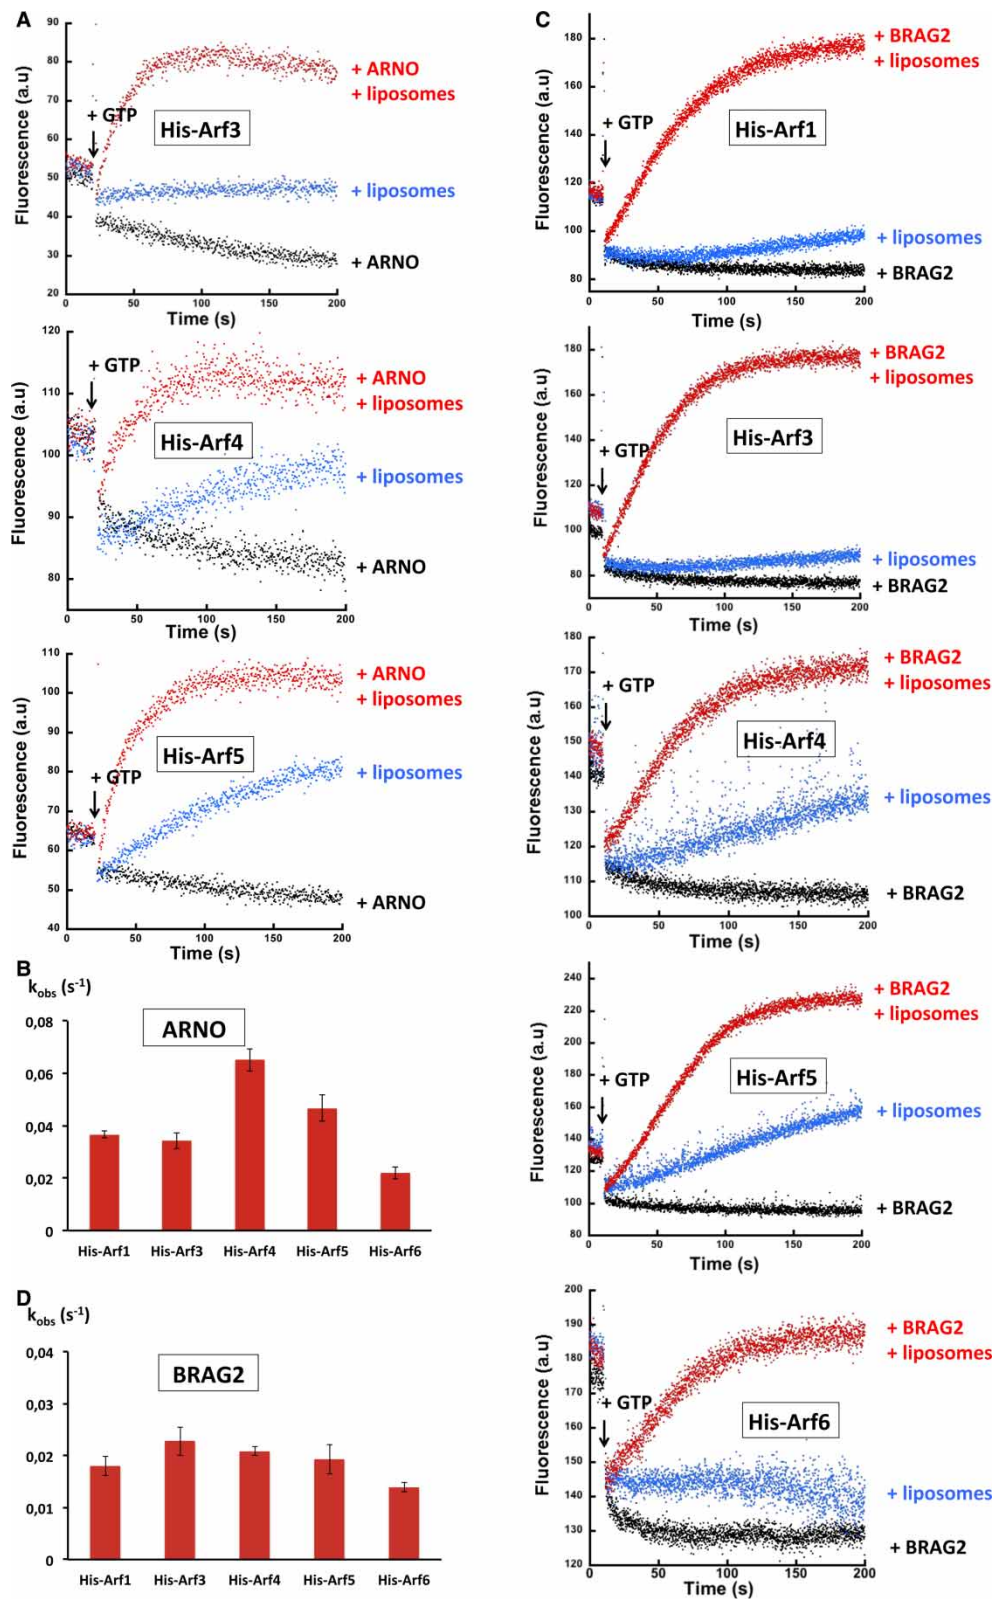 A
Fluorescence (a.u)
90
80
70
60
50
40
30
20
+ GTP
His-Arf3
+ ARNO
+ liposomes
+ liposomes
+ ARNO
0
50
100
150
200
Time (s)
Fluorescence (a.u)
120
110
100
90
80
+ GTP
His-Arf4
+ ARNO
+ liposomes
+ liposomes
+ ARNO
0
50
100
150
200
Time (s)
Fluorescence (a.u)
110
100
90
80
70
60
50
40
+ GTP
His-Arf5
+ ARNO
+ liposomes
+ liposomes
+ ARNO
0
50
100
150
200
Time (s)
B
kobs (s-1)
ARNO
0,08
0,06
0,04
0,02
0
His-Arf1
His-Arf3
His-Arf4
His-Arf5
His-Arf6
D
kobs (s-1)
BRAG2
0,04
0,03
0,02
0,01
0
His-Arf1
His-Arf3
His-Arf4
His-Arf5
His-Arf6
C
Fluorescence (a.u)
180
160
140
120
100
80
+ GTP
His-Arf1
+ BRAG2
+ liposomes
+ liposomes
+ BRAG2
0
50
100
150
200
Time (s)
Fluorescence (a.u)
180
160
140
120
100
80
+ GTP
His-Arf3
+ BRAG2
+ liposomes
+ liposomes
+ BRAG2
0
50
100
150
200
Time (s)
Fluorescence (a.u)
180
170
160
150
140
130
120
110
100
+ GTP
His-Arf4
+ BRAG2
+ liposomes
+ liposomes
+ BRAG2
0
50
100
150
200
Time (s)
Fluorescence (a.u)
240
220
200
180
160
140
120
100
80
+ GTP
His-Arf5
+ BRAG2
+ liposomes
+ liposomes
+ BRAG2
0
50
100
150
200
Time (s)
Fluorescence (a.u)
200
190
180
170
160
150
140
130
120
+ GTP
His-Arf6
+ BRAG2
+ liposomes
+ liposomes
+ BRAG2
0
50
100
150
200
Time (s)